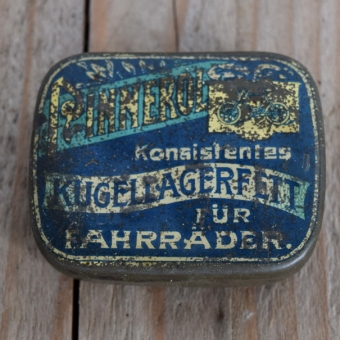 PINNEROL
Konsistentes
KUGELLAGERFETT
FÜR
FAHRRÄDER.